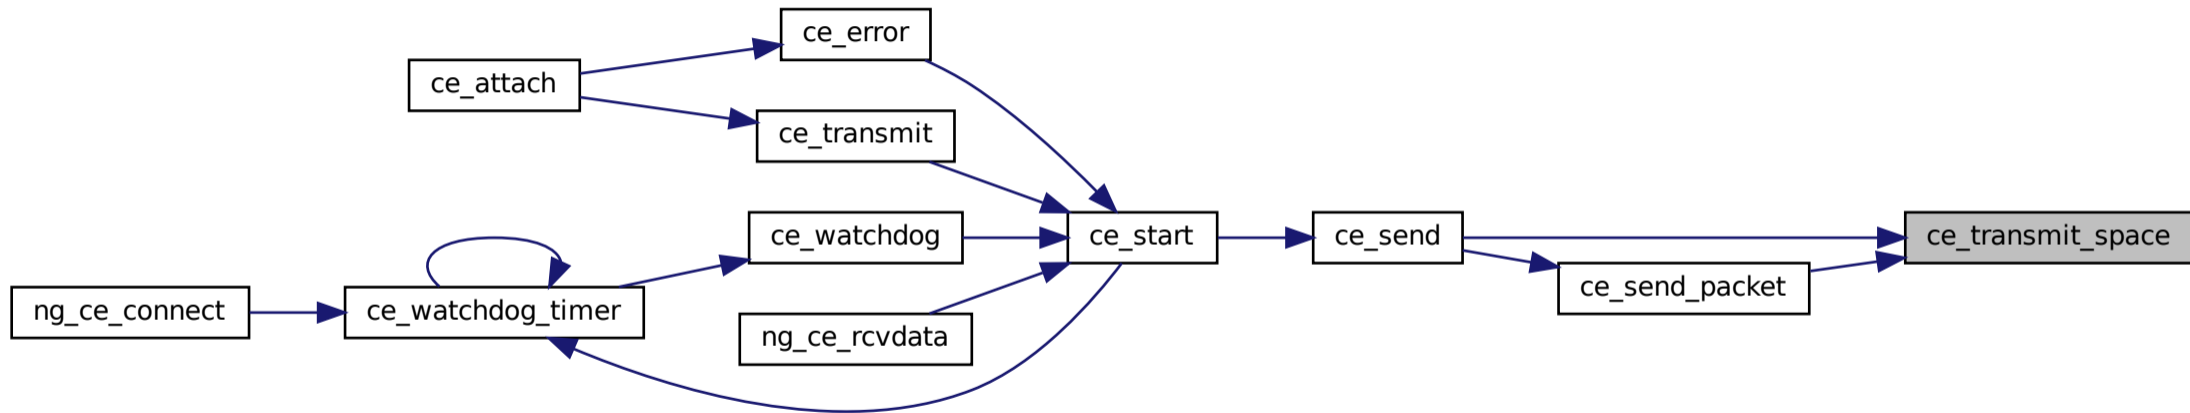 ce_error
ce_attach
ce_transmit
ce_watchdog
ce_start
ce_send
ce_transmit_space
ce_send_packet
ng_ce_connect
ce_watchdog_timer
ng_ce_rcvdata